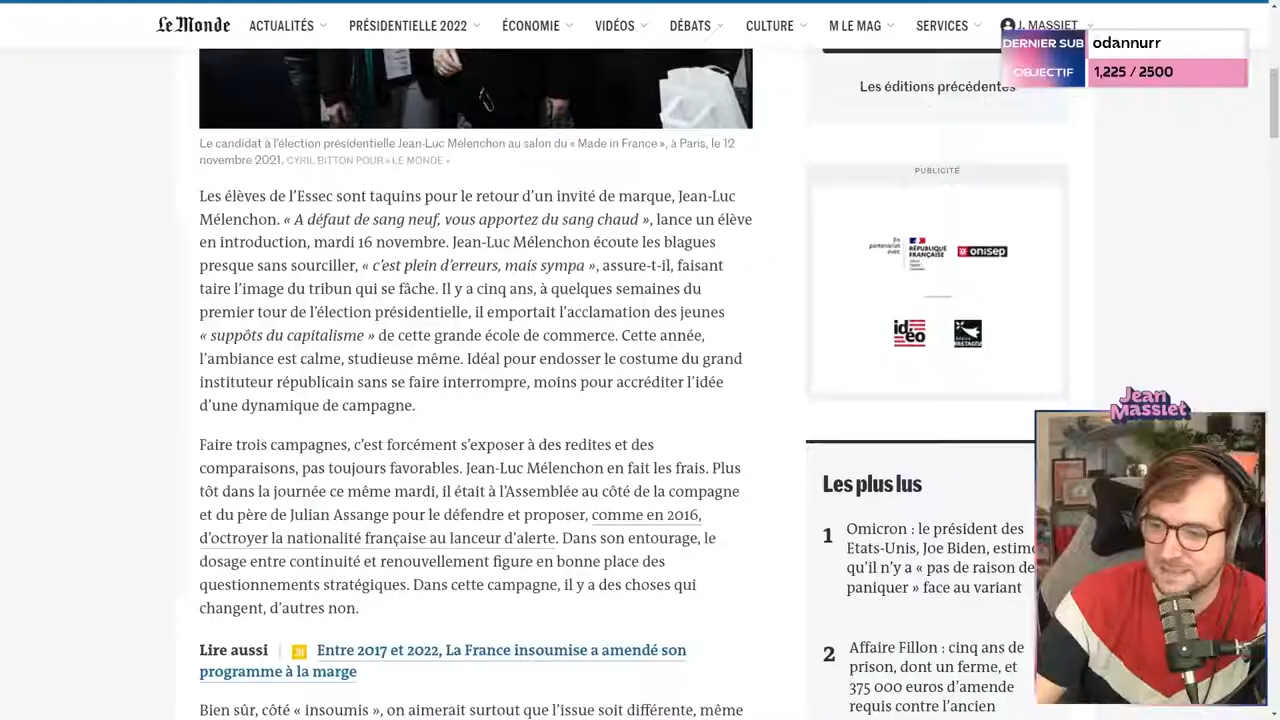 Le Monde
ACTUALITÉS
PRÉSIDENTIELLE 2022
ÉCONOMIE
VIDÉOS
DÉBATS
CULTURE
M LE MAG
SERVICES
J. MASSIET
DERNIER SUB
odannurr
OBJECTIF
1,225 / 2500
Les éditions précédentes
Le candidat à l'élection présidentielle Jean-Luc Mélenchon au salon du « Made in France », à Paris, le 12
novembre 2021. CYRIL BITTON POUR « LE MONDE »
Les élèves de l'Essec sont taquins pour le retour d'un invité de marque, Jean-Luc
Mélenchon. « A défaut de sang neuf, vous apportez du sang chaud », lance un élève
en introduction, mardi 16 novembre. Jean-Luc Mélenchon écoute les blagues
presque sans sourciller, « c'est plein d'erreurs, mais sympa », assure-t-il, faisant
taire l'image du tribun qui se fâche. Il y a cinq ans, à quelques semaines du
premier tour de l'élection présidentielle, il emportait l'acclamation des jeunes
« suppôts du capitalisme » de cette grande école de commerce. Cette année,
l'ambiance est calme, studieuse même. Idéal pour endosser le costume du grand
instituteur républicain sans se faire interrompre, moins pour accréditer l'idée
d'une dynamique de campagne.
Faire trois campagnes, c'est forcément s'exposer à des redites et des
comparaisons, pas toujours favorables. Jean-Luc Mélenchon en fait les frais. Plus
tôt dans la journée ce même mardi, il était à l'Assemblée au côté de la compagne
et du père de Julian Assange pour le défendre et proposer, comme en 2016,
d'octroyer la nationalité française au lanceur d'alerte. Dans son entourage, le
dosage entre continuité et renouvellement figure en bonne place des
questionnements stratégiques. Dans cette campagne, il y a des choses qui
changent, d'autres non.
Lire aussi
Entre 2017 et 2022, La France insoumise a amendé son
programme à la marge
Bien sûr, côté « insoumis », on aimerait surtout que l'issue soit différente, même
PUBLICITÉ
En
partenariat
avec
RÉPUBLIQUE
FRANÇAISE
onisep
idéo
RÉGION
BRETAGNE
Jean
Massiet
Les plus lus
1
Omicron : le président des
Etats-Unis, Joe Biden, estime
qu'il n'y a « pas de raison de
paniquer » face au variant
2
Affaire Fillon : cinq ans de
prison, dont un ferme, et
375 000 euros d'amende
requis contre l'ancien